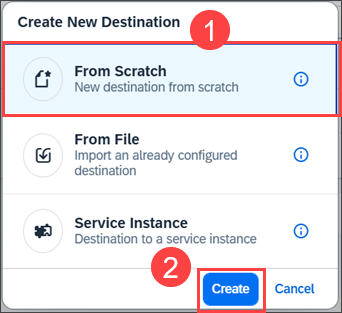 Create New Destination
1
From Scratch
New destination from scratch
From File
Import an already configured
destination
Service Instance
Destination to a service instance
2
Create
Cancel